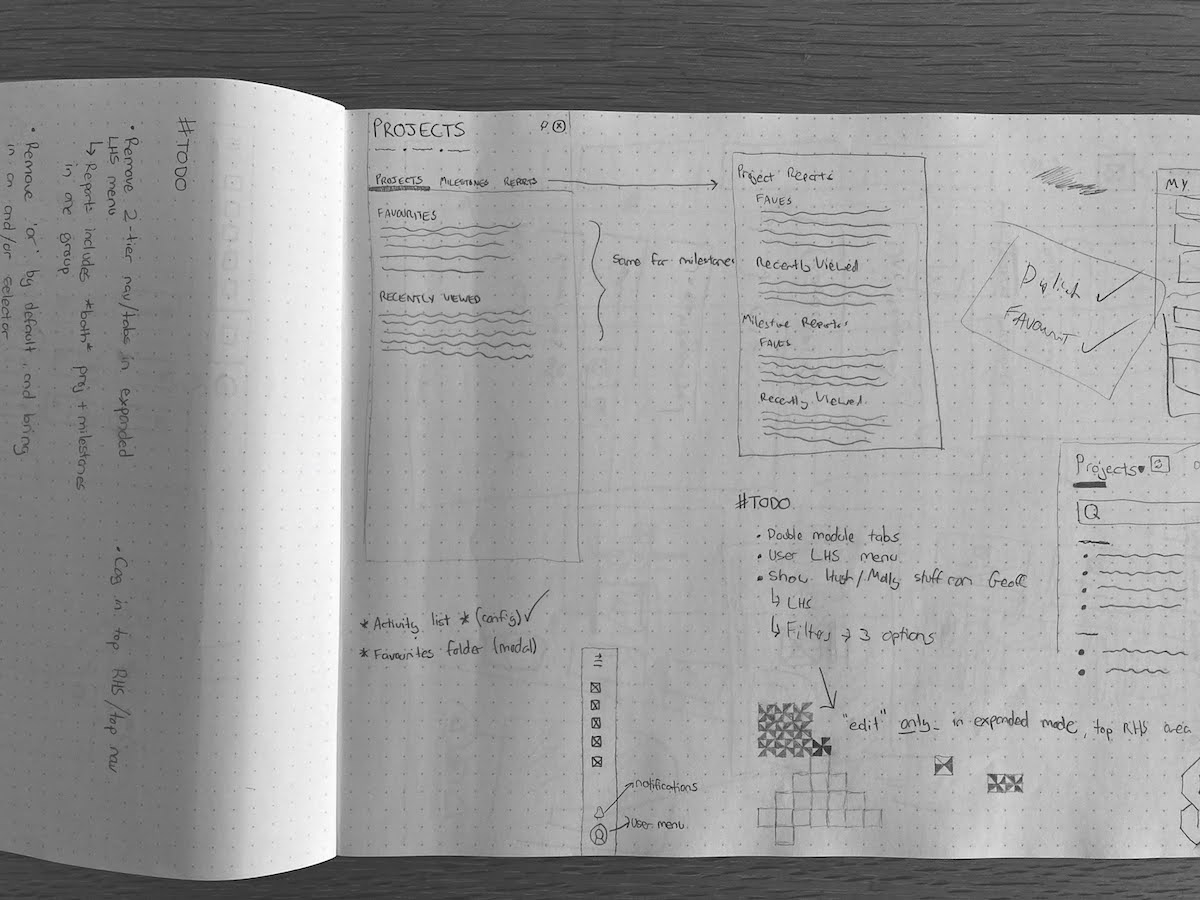 #TODO
• Remove 2-tier nav/tabs in expanded
LHS menu
↳ Reports includes *both* proj + milestones
in one group
• Remove 'or' by default, and bring
in an and/or selector
• Cog in top RHS/top nav
PROJECTS
PROJECTS MILESTONES REPORTS
FAVOURITES
RECENTLY VIEWED
Same for milestones
* Activity list * (config) ✓
* Favourites folder (modal)
notifications
User menu
Project Reports
FAVES
Recently Viewed
Milestone Reports
FAVES
Recently Viewed
#TODO
• Double module tabs
• User LHS menu
• Show Hugh/Molly stuff Geoff
↳ LHS
↳ Filters → 3 options
"edit" only - in expanded mode, top RHS area
✓
FAVOURIT ✓
MY
Projects